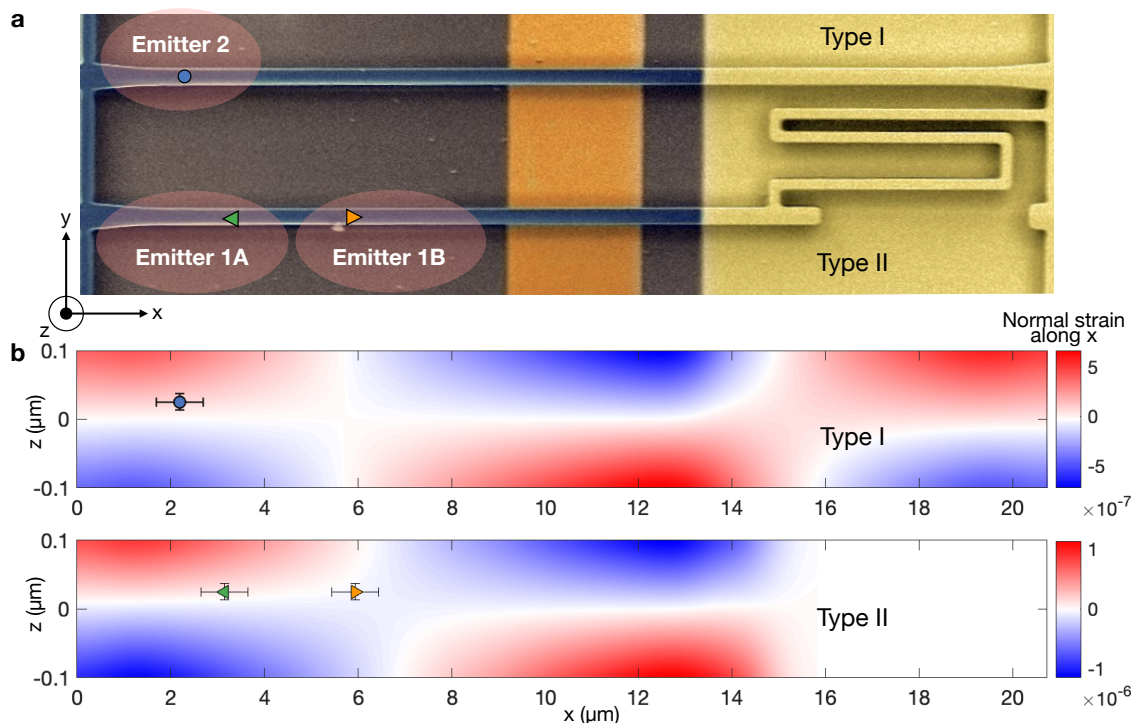 a
Emitter 2
Type I
Emitter 1A
Emitter 1B
Type II
y
x
z
b
Normal strain
along x
0.1
0
-0.1
z (μm)
Type I
0 2 4 6 8 10 12 14 16 18 20
5
0
-5
×10⁻⁷
0.1
0
-0.1
z (μm)
Type II
0 2 4 6 8 10 12 14 16 18 20
x (μm)
1
0
-1
×10⁻⁶